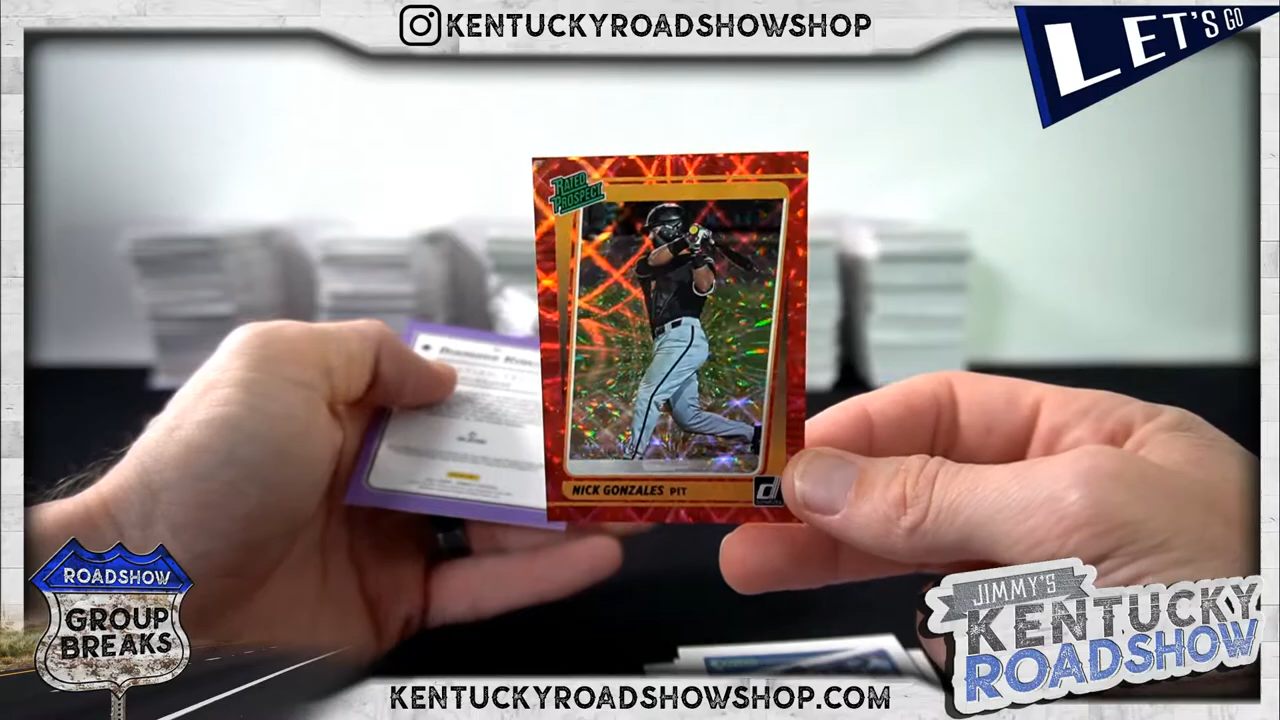 KENTUCKYROADSHOWSHOP
LET'S GO
RATED
PROSPECT
NICK GONZALES PIT
d
ROADSHOW
GROUP
BREAKS
JIMMY'S
KENTUCKY
ROADSHOW
KENTUCKYROADSHOWSHOP.COM